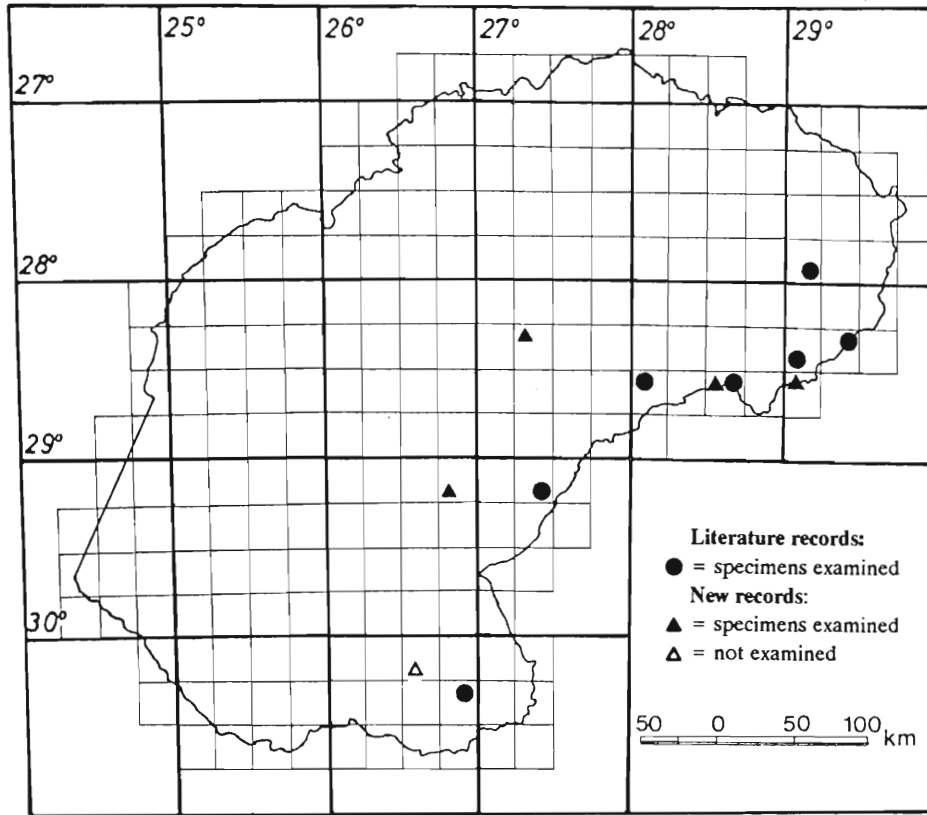 25° 26° 27° 28° 29°
27°
28°
29°
30°
Literature records:
● = specimens examined
New records:
▲ = specimens examined
△ = not examined
50 0 50 100 km